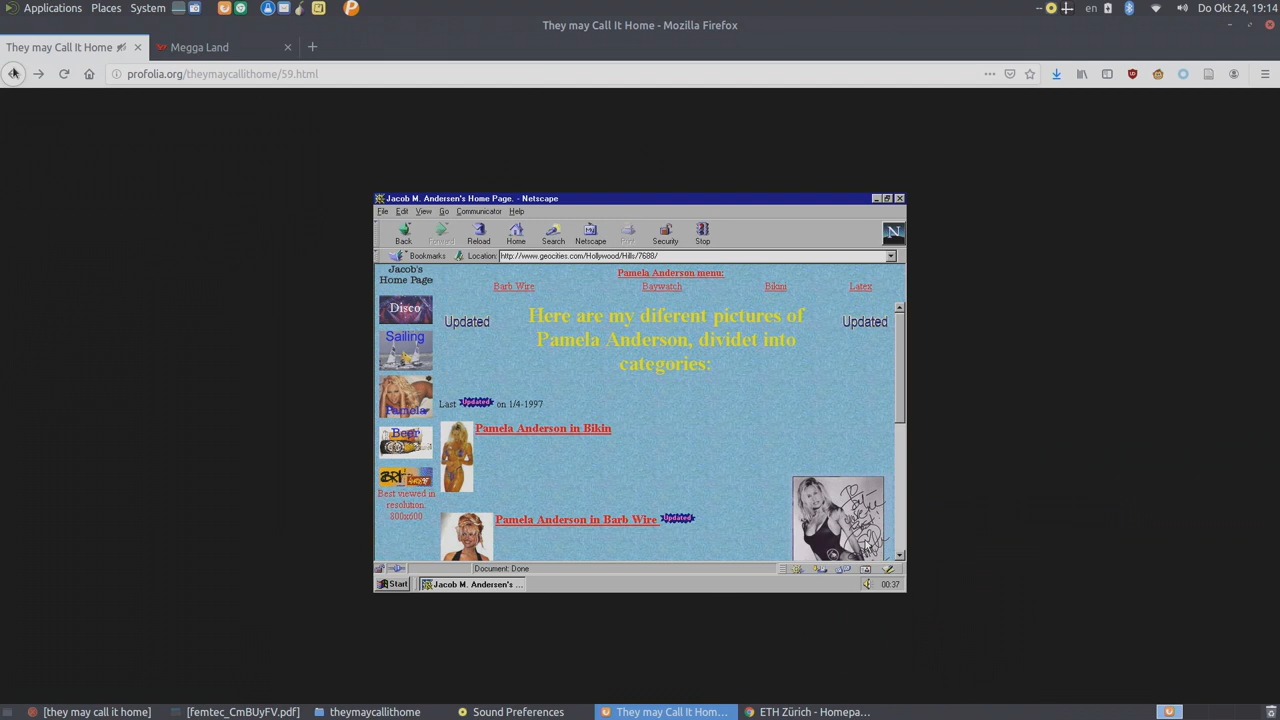 Applications Places System
en
Do Okt 24, 19:14
They may Call It Home - Mozilla Firefox
They may Call It Home
Megga Land
profolia.org/theymaycallithome/59.html
Jacob M. Andersen's Home Page. - Netscape
File Edit View Go Communicator Help
Back Forward Reload Home Search Netscape Print Security Stop
Bookmarks Location: http://www.geocities.com/Hollywood/Hills/7688/
Jacob's
Home Page
Disco
Sailing
Pamela
Beer
Best viewed in
resolution:
800x600
Pamela Anderson menu:
Barb Wire Baywatch Bikini Latex
Updated
Here are my diferent pictures of
Pamela Anderson, dividet into
categories:
Updated
Last Updated on 1/4-1997
Pamela Anderson in Bikin
Pamela Anderson in Barb Wire Updated
Document: Done
Start Jacob M. Andersen's ... 00:37
[they may call it home] [femtec_CmBUyFV.pdf] theymaycallithome Sound Preferences They may Call It Hom... ETH Zürich - Homepa...